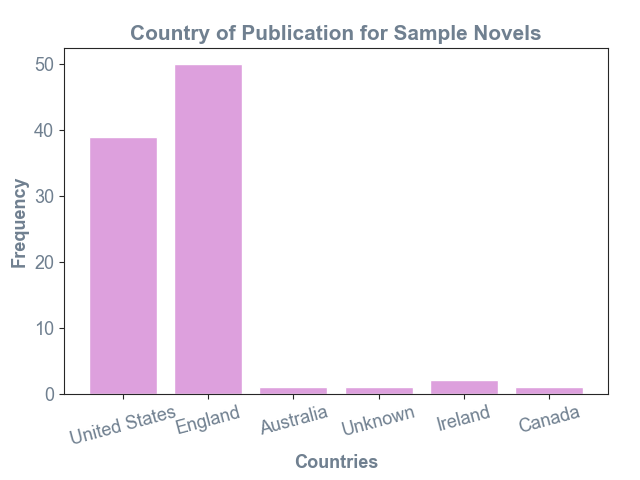 Country of Publication for Sample Novels
Frequency
50
40
30
20
10
0
United States
England
Australia
Unknown
Ireland
Canada
Countries